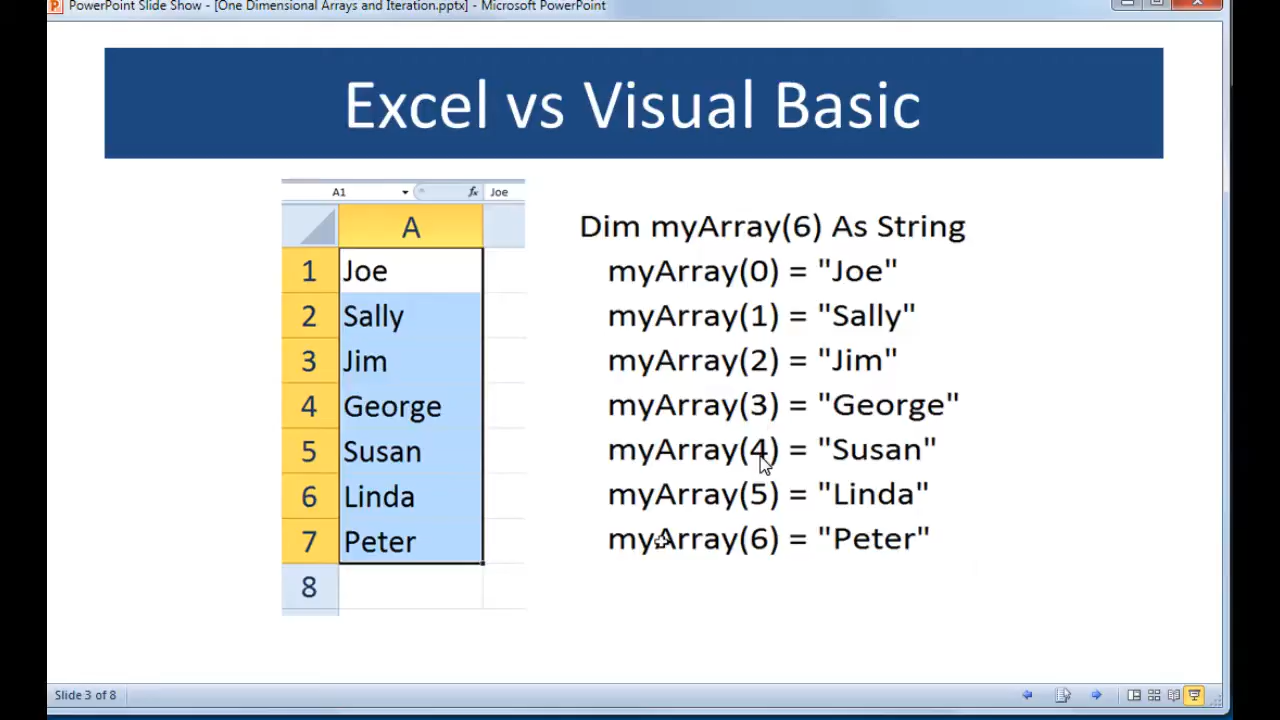 PowerPoint Slide Show - [One Dimensional Arrays and Iteration.pptx] - Microsoft PowerPoint
Excel vs Visual Basic
A1 fx Joe
A
1 Joe
2 Sally
3 Jim
4 George
5 Susan
6 Linda
7 Peter
8
Dim myArray(6) As String
myArray(0) = "Joe"
myArray(1) = "Sally"
myArray(2) = "Jim"
myArray(3) = "George"
myArray(4) = "Susan"
myArray(5) = "Linda"
myArray(6) = "Peter"
Slide 3 of 8